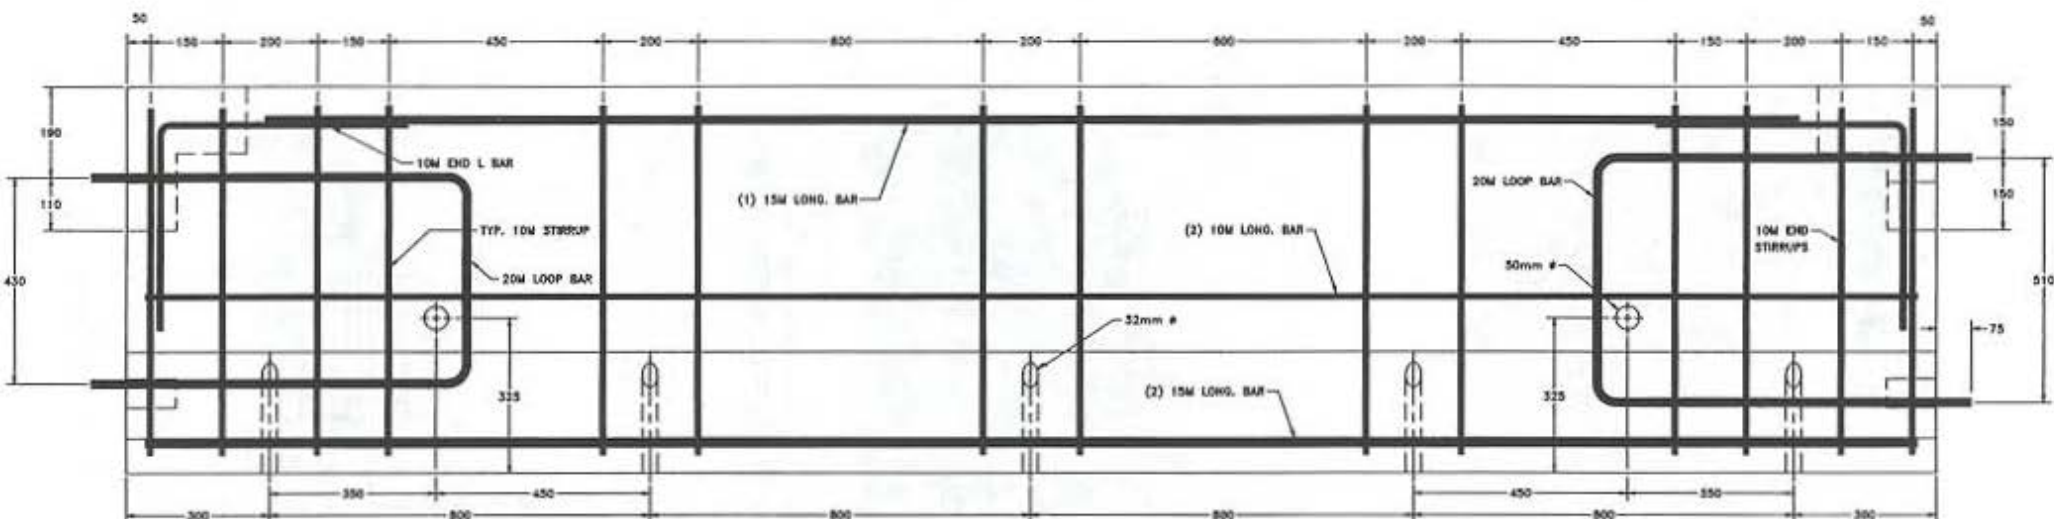 50 50
150 200 150 450 200 600 200 600 200 450 150 200 150
190
150
10M END L BAR
20M LOOP BAR
(1) 15M LONG. BAR
110
150
TYP. 10M STIRRUP
(2) 10M LONG. BAR
10M END
STIRRUPS
50mm ø
20M LOOP BAR
430
510
32mm ø
75
(2) 15M LONG. BAR
325
325
350 450 450 350
300 800 800 800 800 300